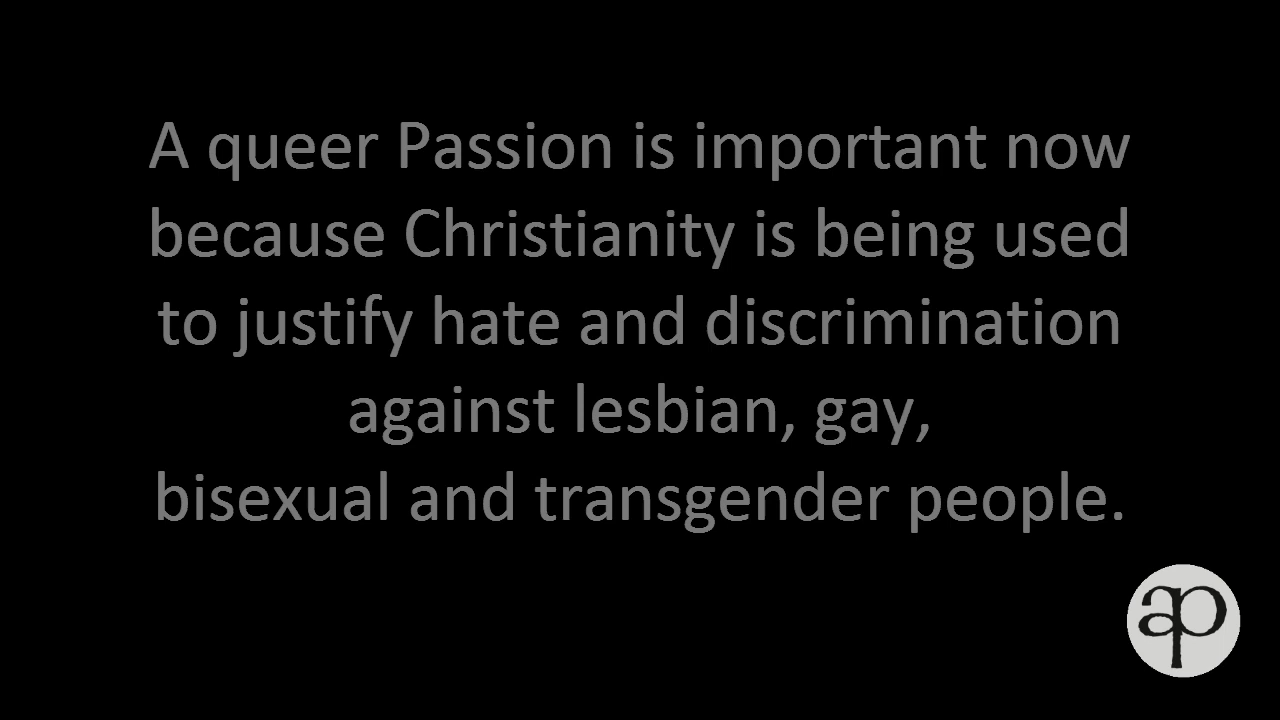 A queer Passion is important now
because Christianity is being used
to justify hate and discrimination
against lesbian, gay,
bisexual and transgender people.
ap